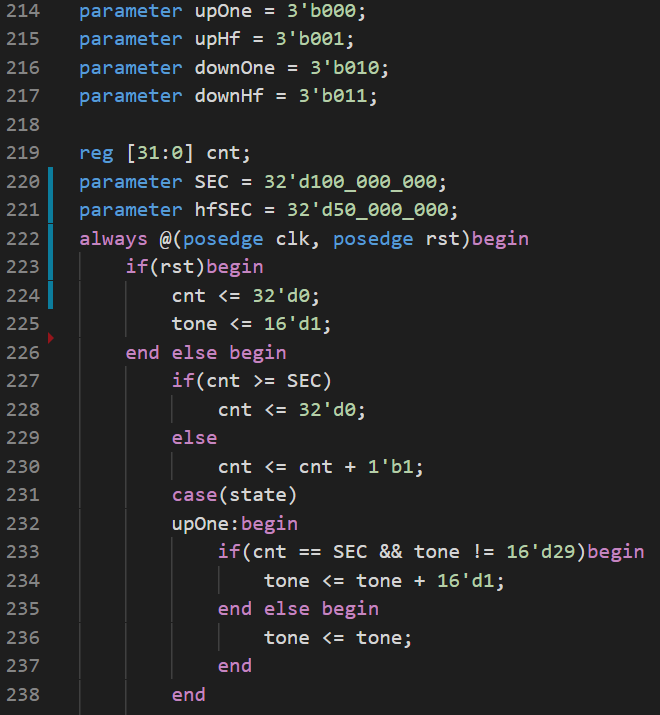 214 parameter upOne = 3'b000;
215 parameter upHf = 3'b001;
216 parameter downOne = 3'b010;
217 parameter downHf = 3'b011;
218
219 reg [31:0] cnt;
220 parameter SEC = 32'd100_000_000;
221 parameter hfSEC = 32'd50_000_000;
222 always @(posedge clk, posedge rst)begin
223 if(rst)begin
224 cnt <= 32'd0;
225 tone <= 16'd1;
226 end else begin
227 if(cnt >= SEC)
228 cnt <= 32'd0;
229 else
230 cnt <= cnt + 1'b1;
231 case(state)
232 upOne:begin
233 if(cnt == SEC && tone != 16'd29)begin
234 tone <= tone + 16'd1;
235 end else begin
236 tone <= tone;
237 end
238 end